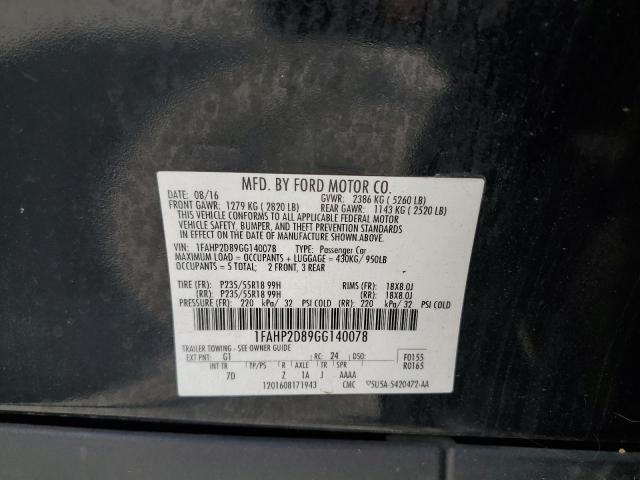 MFD. BY FORD MOTOR CO.
DATE: 08/16 GVWR: 2386 KG ( 5260 LB)
FRONT GAWR: 1279 KG ( 2820 LB) REAR GAWR: 1143 KG ( 2520 LB)
THIS VEHICLE CONFORMS TO ALL APPLICABLE FEDERAL MOTOR
VEHICLE SAFETY, BUMPER, AND THEFT PREVENTION STANDARDS
IN EFFECT ON THE DATE OF MANUFACTURE SHOWN
ABOVE.
VIN: 1FAHP2D89GG140078 TYPE: Passenger Car
MAXIMUM LOAD = OCCUPANTS + LUGGAGE = 430KG/ 950LB
OCCUPANTS = 5 TOTAL; 2 FRONT, 3 REAR
TIRE (FR): P235/55R18 99H RIMS (FR): 18X8.0J
(RR): P235/55R18 99H (RR): 18X8.0J
PRESSURE (FR): 220 kPa/ 32 PSI COLD (RR): 220 kPa/ 32 PSI COLD
1FAHP2D89GG140078
TRAILER TOWING - SEE OWNER GUIDE
EXT PNT: G1 RC: 24 DSO: F0155
R0165
INT TR TP/PS R AXLE TR SPR
7D Z 1A J AAAA
1201608171943 CMC 5U5A-5420472-AA